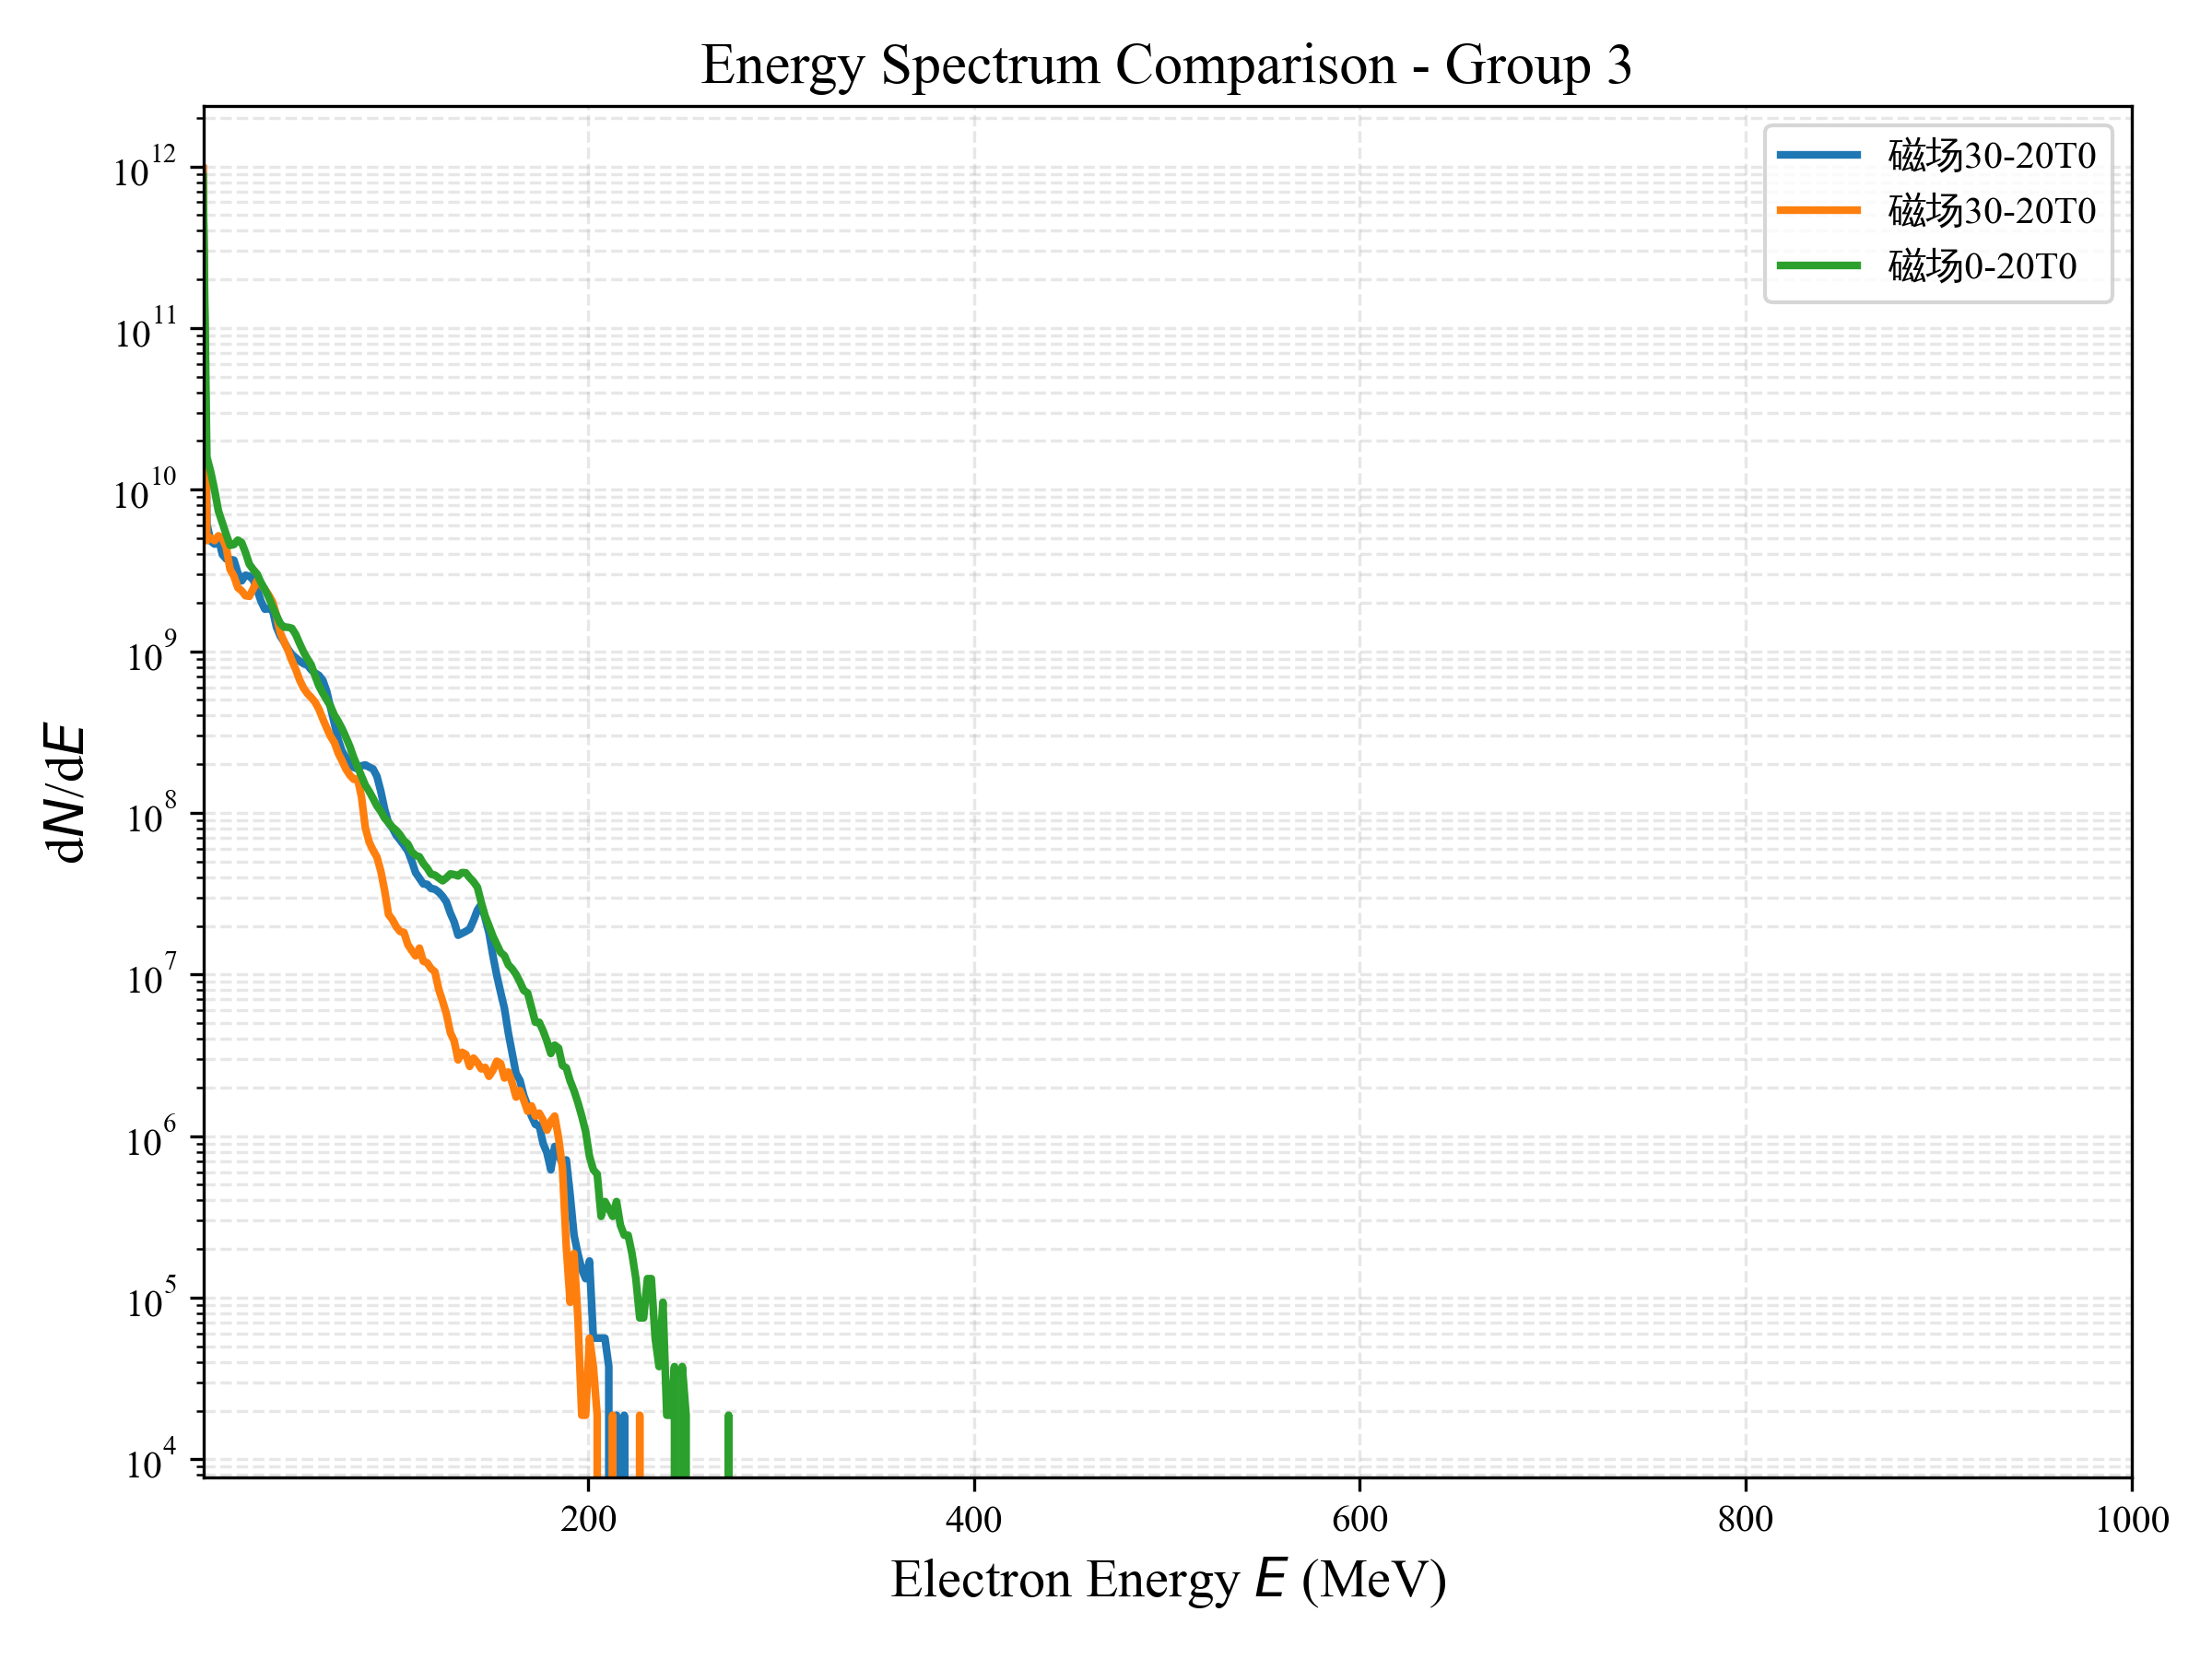 Energy Spectrum Comparison - Group 3
磁场30-20T0
磁场30-20T0
磁场0-20T0
10^12
10^11
10^10
10^9
10^8
10^7
10^6
10^5
10^4
dN/dE
200 400 600 800 1000
Electron Energy E (MeV)